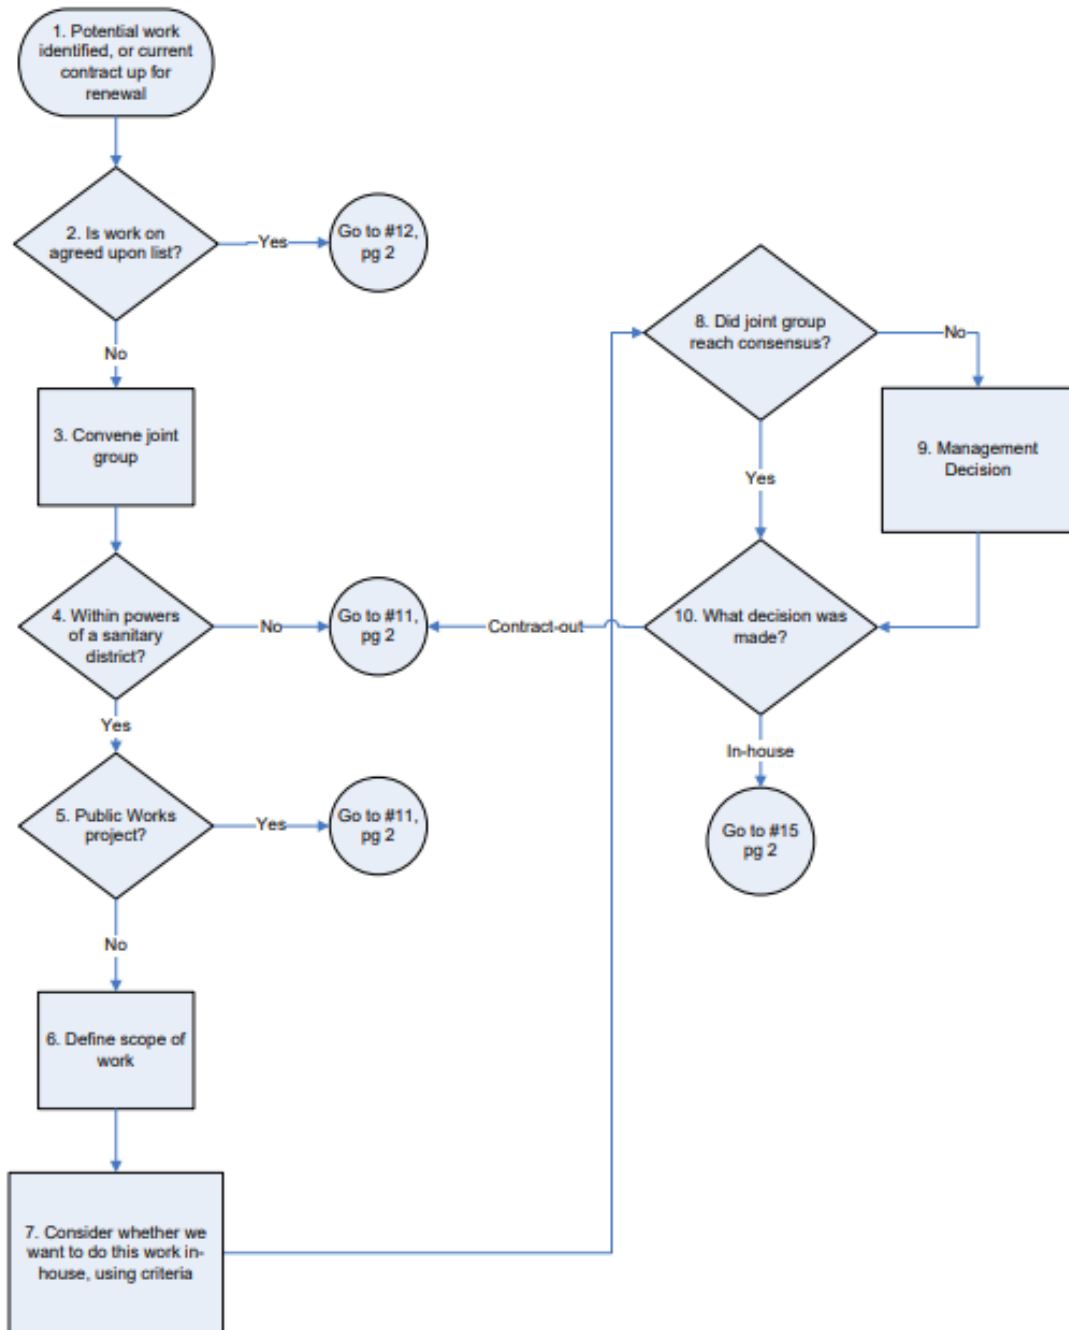 1. Potential work
identified, or current
contract up for
renewal
2. Is work on
agreed upon list?
Yes
Go to #12,
pg 2
No
3. Convene joint
group
4. Within powers
of a sanitary
district?
No
Go to #11,
pg 2
Yes
5. Public Works
project?
Yes
Go to #11,
pg 2
No
6. Define scope of
work
7. Consider whether we
want to do this work in-
house, using criteria
8. Did joint group
reach consensus?
No
9. Management
Decision
Yes
10. What decision was
made?
Contract-out
In-house
Go to #15
pg 2